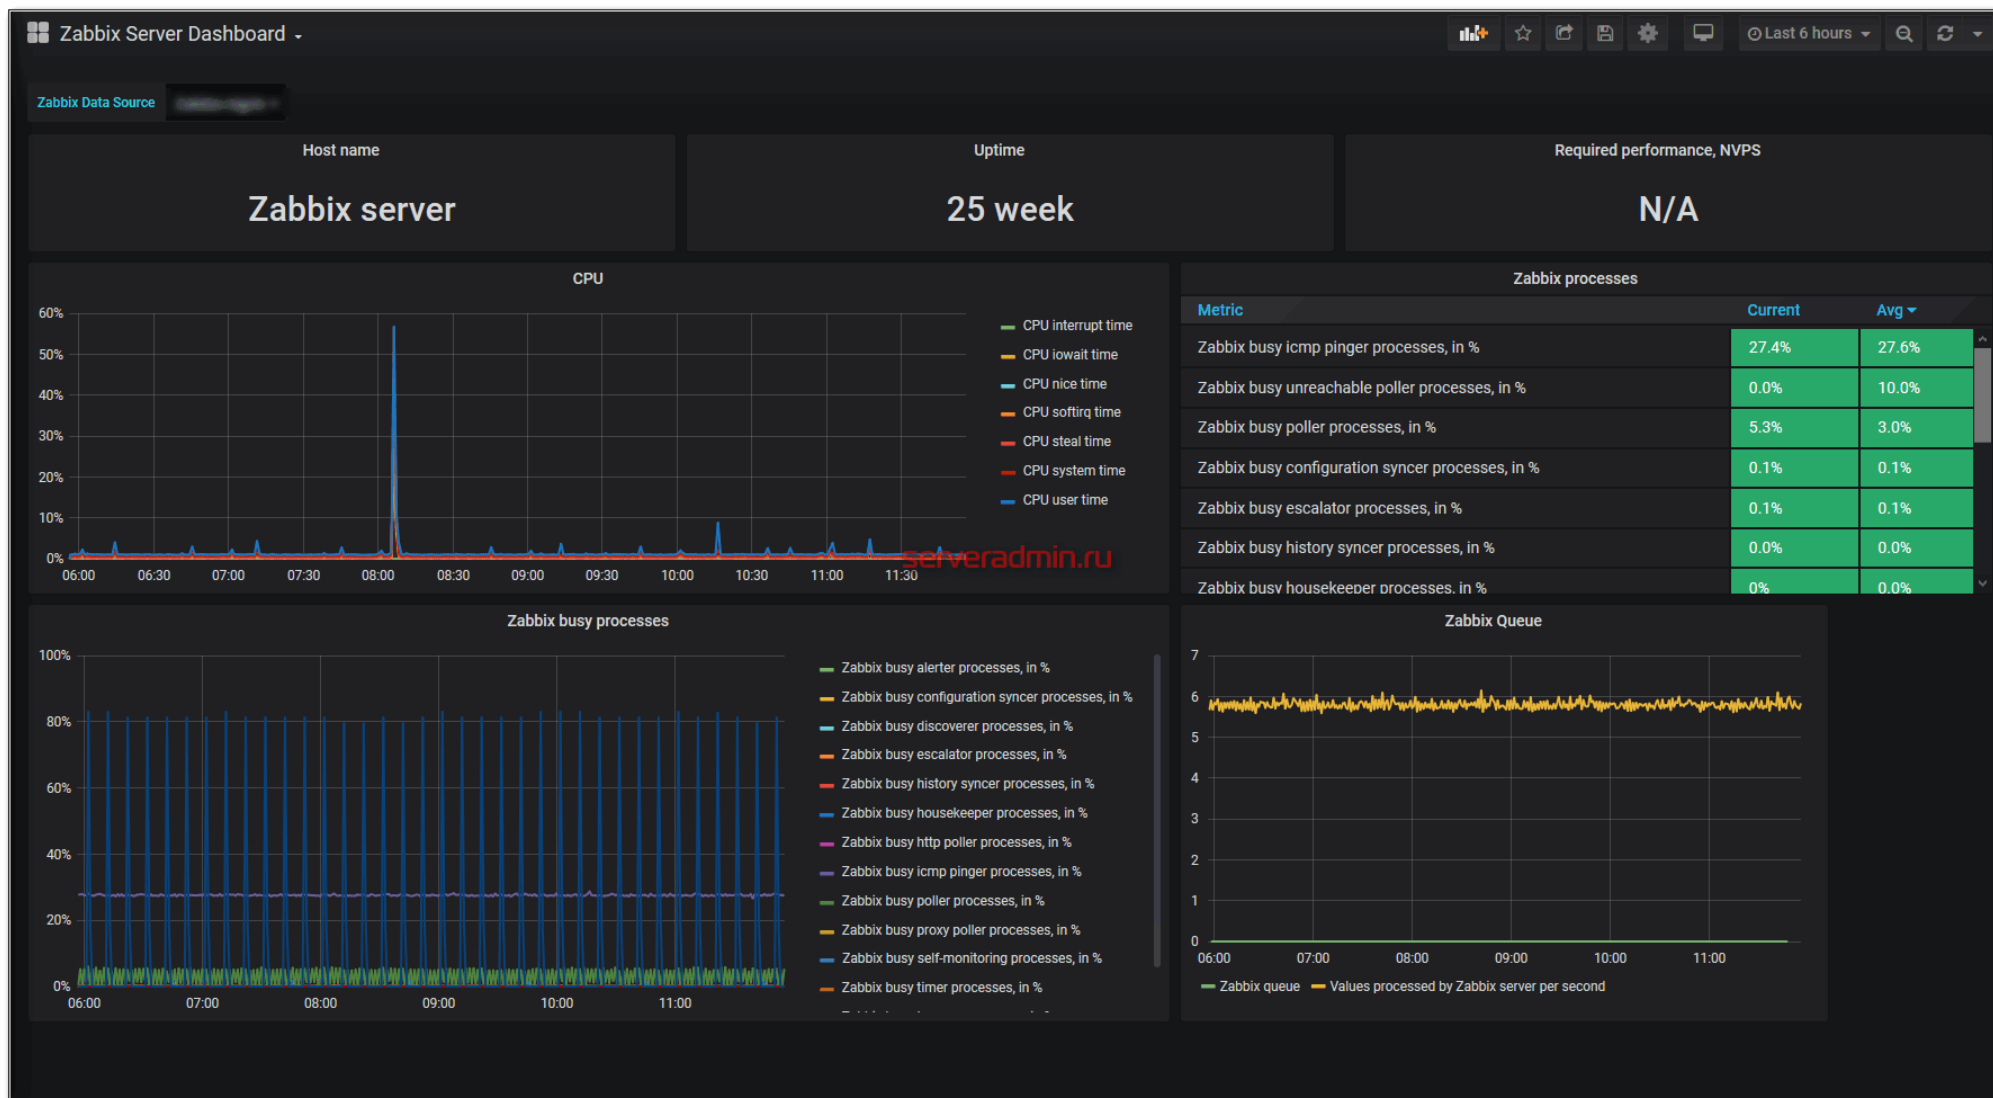 Zabbix Server Dashboard
Last 6 hours
Zabbix Data Source
Host name
Zabbix server
Uptime
25 week
Required performance, NVPS
N/A
CPU
60%
50%
40%
30%
20%
10%
0%
06:00 06:30 07:00 07:30 08:00 08:30 09:00 09:30 10:00 10:30 11:00 11:30
CPU interrupt time
CPU iowait time
CPU nice time
CPU softirq time
CPU steal time
CPU system time
CPU user time
serveradmin.ru
Zabbix processes
Metric Current Avg
Zabbix busy icmp pinger processes, in % 27.4% 27.6%
Zabbix busy unreachable poller processes, in % 0.0% 10.0%
Zabbix busy poller processes, in % 5.3% 3.0%
Zabbix busy configuration syncer processes, in % 0.1% 0.1%
Zabbix busy escalator processes, in % 0.1% 0.1%
Zabbix busy history syncer processes, in % 0.0% 0.0%
Zabbix busy housekeeper processes, in % 0% 0.0%
Zabbix busy processes
100%
80%
60%
40%
20%
0%
06:00 07:00 08:00 09:00 10:00 11:00
Zabbix busy alerter processes, in %
Zabbix busy configuration syncer processes, in %
Zabbix busy discoverer processes, in %
Zabbix busy escalator processes, in %
Zabbix busy history syncer processes, in %
Zabbix busy housekeeper processes, in %
Zabbix busy http poller processes, in %
Zabbix busy icmp pinger processes, in %
Zabbix busy poller processes, in %
Zabbix busy proxy poller processes, in %
Zabbix busy self-monitoring processes, in %
Zabbix busy timer processes, in %
Zabbix Queue
7
6
5
4
3
2
1
0
06:00 07:00 08:00 09:00 10:00 11:00
Zabbix queue Values processed by Zabbix server per second